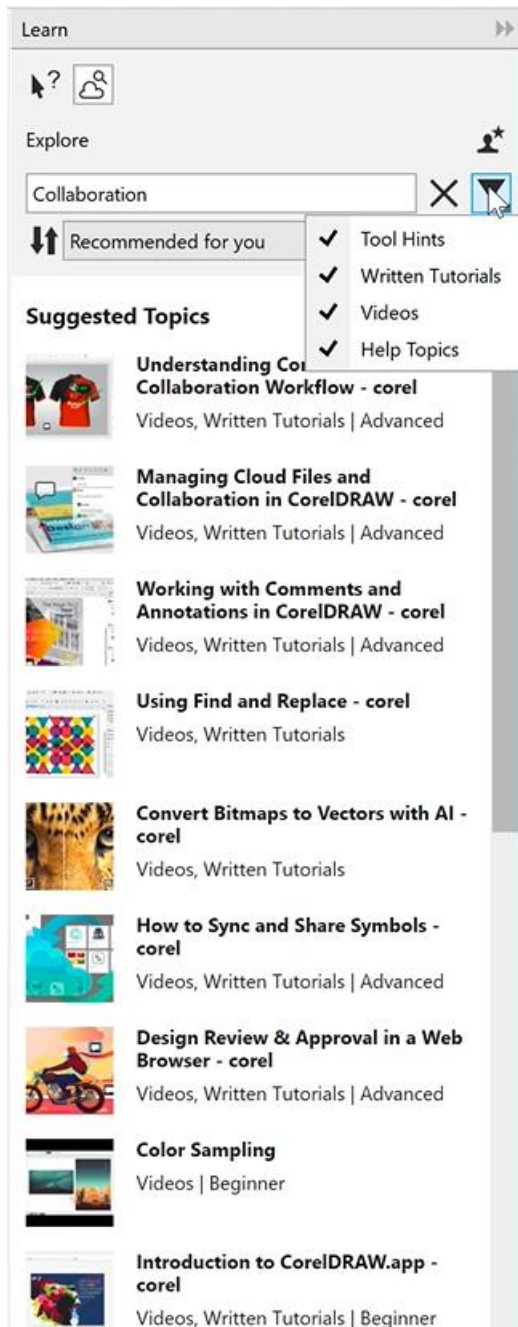 Learn
?
Explore
Collaboration
Recommended for you
Tool Hints
Written Tutorials
Videos
Help Topics
Suggested Topics
Understanding
Collaboration Workflow - corel
Videos, Written Tutorials | Advanced
Managing Cloud Files and
Collaboration in CorelDRAW - corel
Videos, Written Tutorials | Advanced
Working with Comments and
Annotations in CorelDRAW - corel
Videos, Written Tutorials | Advanced
Using Find and Replace - corel
Videos, Written Tutorials
Convert Bitmaps to Vectors with AI -
corel
Videos, Written Tutorials
How to Sync and Share Symbols -
corel
Videos, Written Tutorials | Advanced
Design Review & Approval in a Web
Browser - corel
Videos, Written Tutorials | Advanced
Color Sampling
Videos | Beginner
Introduction to CorelDRAW.app -
corel
Videos, Written Tutorials | Beginner